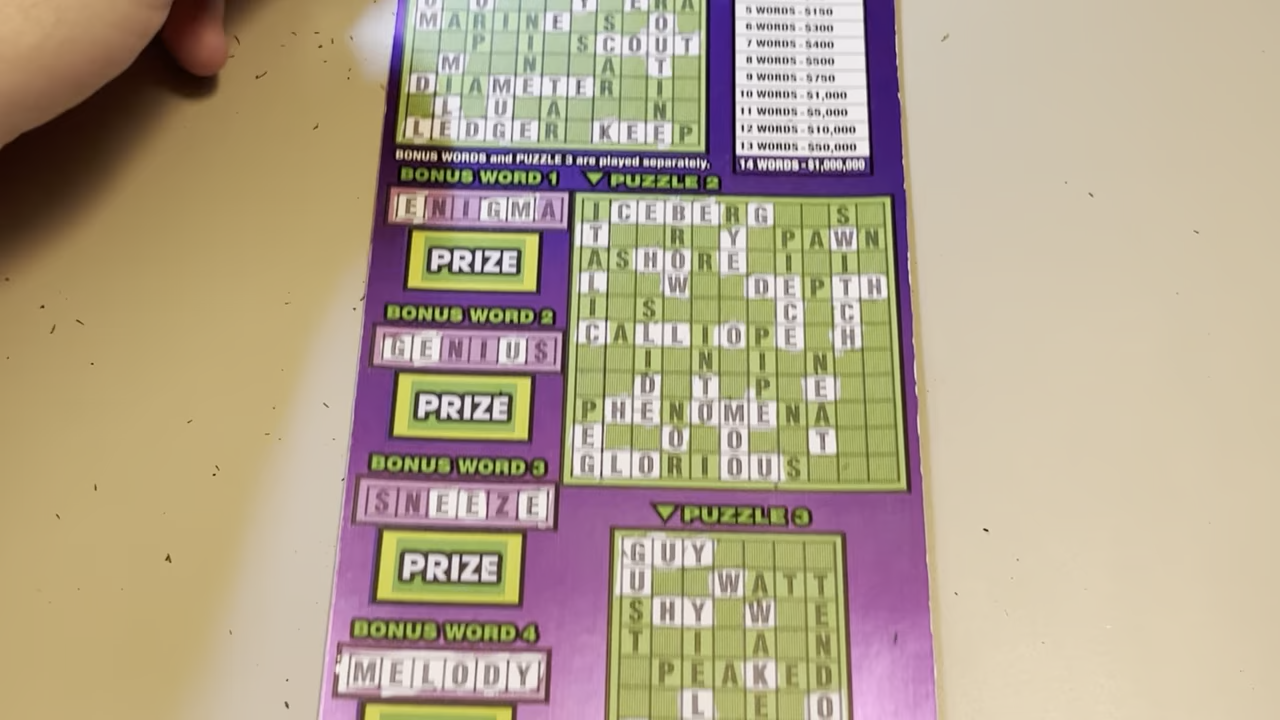 MARINE
SCOUT
DIAMETER
LEDGER KEEP
5 WORDS - $150
6 WORDS - $300
7 WORDS - $400
8 WORDS - $500
9 WORDS - $750
10 WORDS - $1,000
11 WORDS - $5,000
12 WORDS - $10,000
13 WORDS - $50,000
14 WORDS - $1,000,000
BONUS WORDS and PUZZLE 3 are played separately.
BONUS WORD 1
ENIGMA
PRIZE
BONUS WORD 2
GENIUS
PRIZE
BONUS WORD 3
SNEEZE
PRIZE
BONUS WORD 4
MELODY
PUZZLE 2
ICEBERG S
T R Y PAWN
ASHORE I I
L W DEPTH
I S C C
CALLIOPE H
I N I N
D T P E
PHENOMENA
E O O T
GLORIOUS
PUZZLE 3
GUY
U WATT
SHY W E
T I A N
PEAKED
L E O